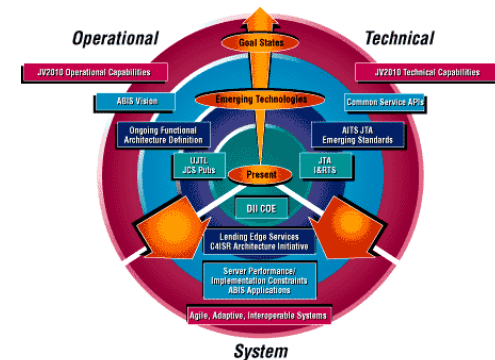 Operational
Technical
Goal States
JV2010 Operational Capabilities
JV2010 Technical Capabilities
ABIS Vision
Emerging Technologies
Common Service APIs
Ongoing Functional
Architecture Definition
AITS JTA
Emerging Standards
UJTL
JCS Pubs
JTA
I&RTS
Present
DII COE
Lending Edge Services
C4ISR Architecture Initiative
Server Performance/
Implementation Constraints
ABIS Applications
Agile, Adaptive, Interoperable Systems
System